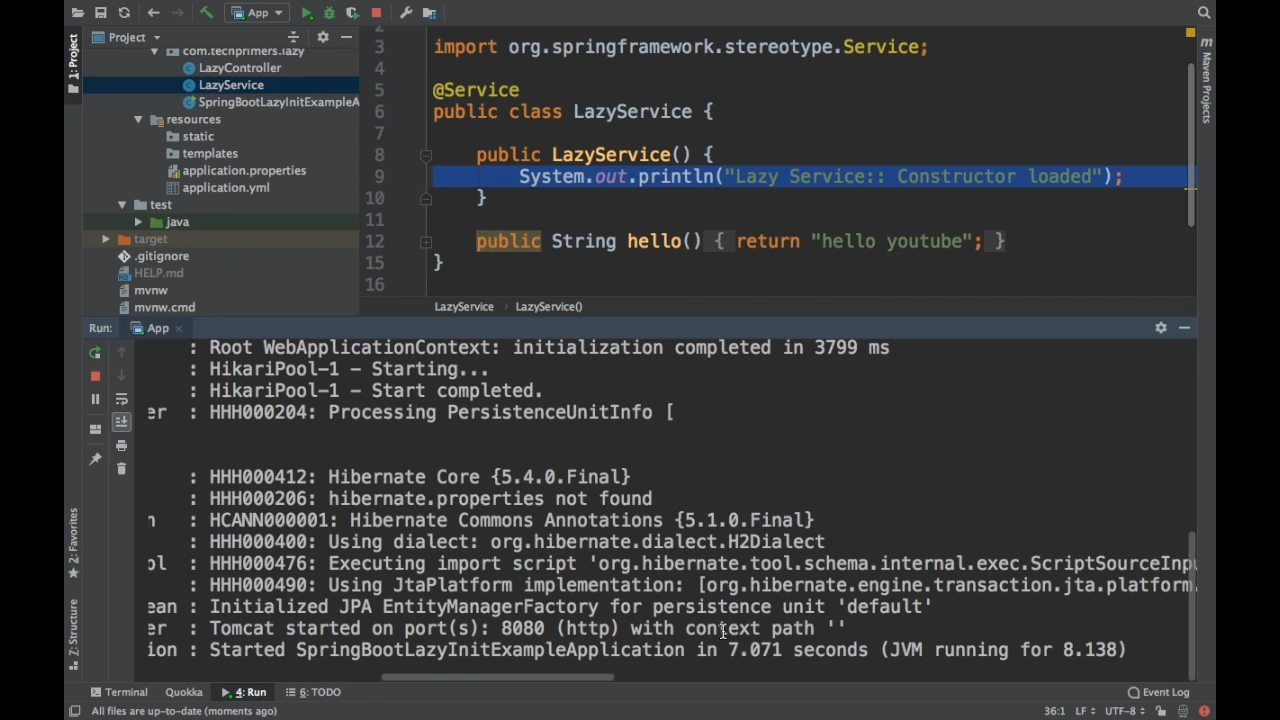 App
Project
1: Project
com.techprimers.lazy
LazyController
LazyService
SpringBootLazyInitExampleA
resources
static
templates
application.properties
application.yml
test
java
target
.gitignore
HELP.md
mvnw
mvnw.cmd
2
3 import org.springframework.stereotype.Service;
4
5 @Service
6 public class LazyService {
7
8 public LazyService() {
9 System.out.println("Lazy Service:: Constructor loaded");
10 }
11
12 public String hello() { return "hello youtube"; }
15 }
16
LazyService › LazyService()
m Maven Projects
Run: App
: Root WebApplicationContext: initialization completed in 3799 ms
: HikariPool-1 – Starting...
: HikariPool-1 – Start completed.
er : HHH000204: Processing PersistenceUnitInfo [
: HHH000412: Hibernate Core {5.4.0.Final}
: HHH000206: hibernate.properties not found
n : HCANN000001: Hibernate Commons Annotations {5.1.0.Final}
: HHH000400: Using dialect: org.hibernate.dialect.H2Dialect
ol : HHH000476: Executing import script 'org.hibernate.tool.schema.internal.exec.ScriptSourceInpu
: HHH000490: Using JtaPlatform implementation: [org.hibernate.engine.transaction.jta.platform.
ean : Initialized JPA EntityManagerFactory for persistence unit 'default'
er : Tomcat started on port(s): 8080 (http) with context path ''
ion : Started SpringBootLazyInitExampleApplication in 7.071 seconds (JVM running for 8.138)
2: Favorites
Z: Structure
Terminal Quokka 4: Run 6: TODO Event Log
All files are up-to-date (moments ago) 36:1 LF UTF-8